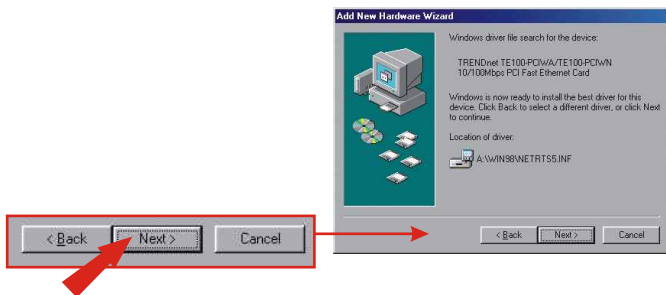 Add New Hardware Wizard
Windows driver file search for the device:
TRENDnet TE100-PCIWA/TE100-PCIWN
10/100Mbps PCI Fast Ethernet Card
Windows is now ready to install the best driver for this
device. Click Back to select a different driver, or click Next
to continue.
Location of driver:
A:\WIN98\NETRTS5.INF
< Back
Next >
Cancel
< Back
Next >
Cancel